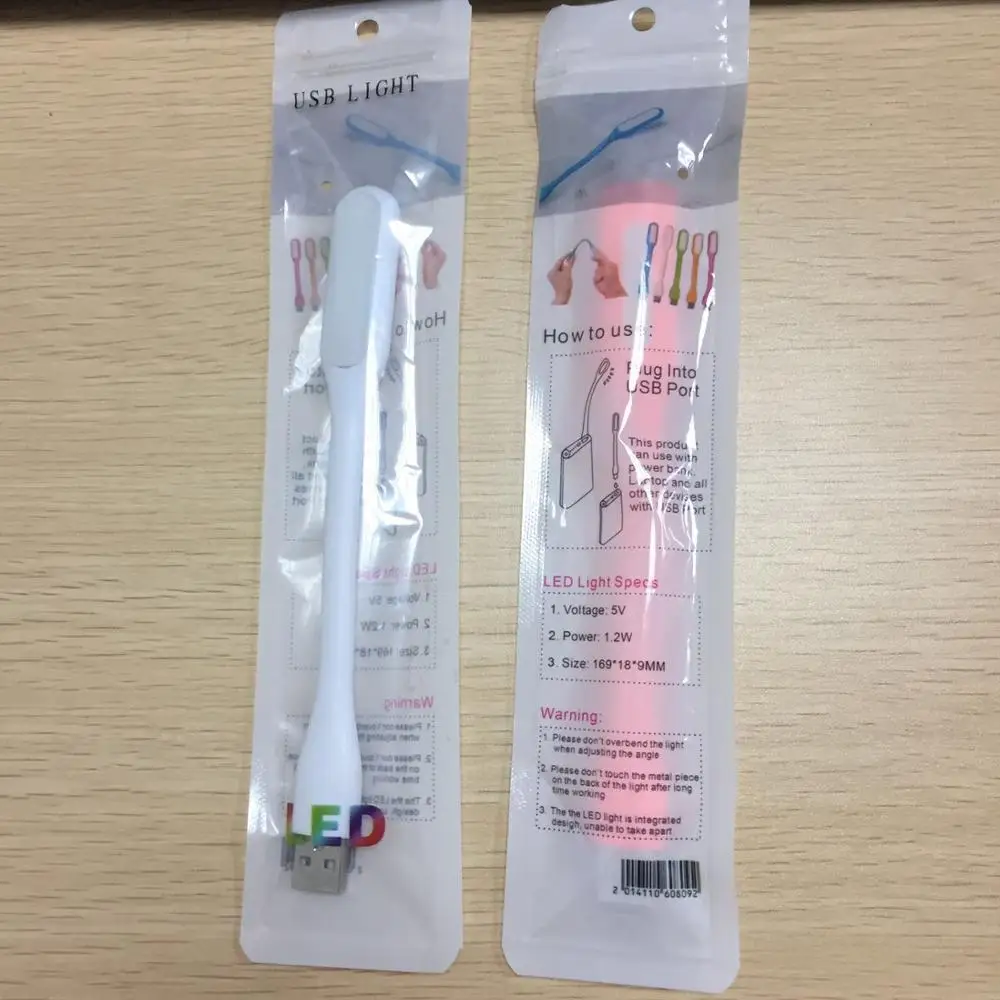 USB LIGHT
LED
How to use:
Plug Into
USB Port
This product
can use with
power bank.
Laptop and all
other devises
with USB Port
LED Light Specs
1. Voltage: 5V
2. Power: 1.2W
3. Size: 169*18*9MM
Warning:
1. Please don't overbend the light
when adjusting the angle
2. Please don't touch the metal piece
on the back of the light after long
time working
3. The the LED light is integrated
desigh, unable to take apart
2 014110 608092